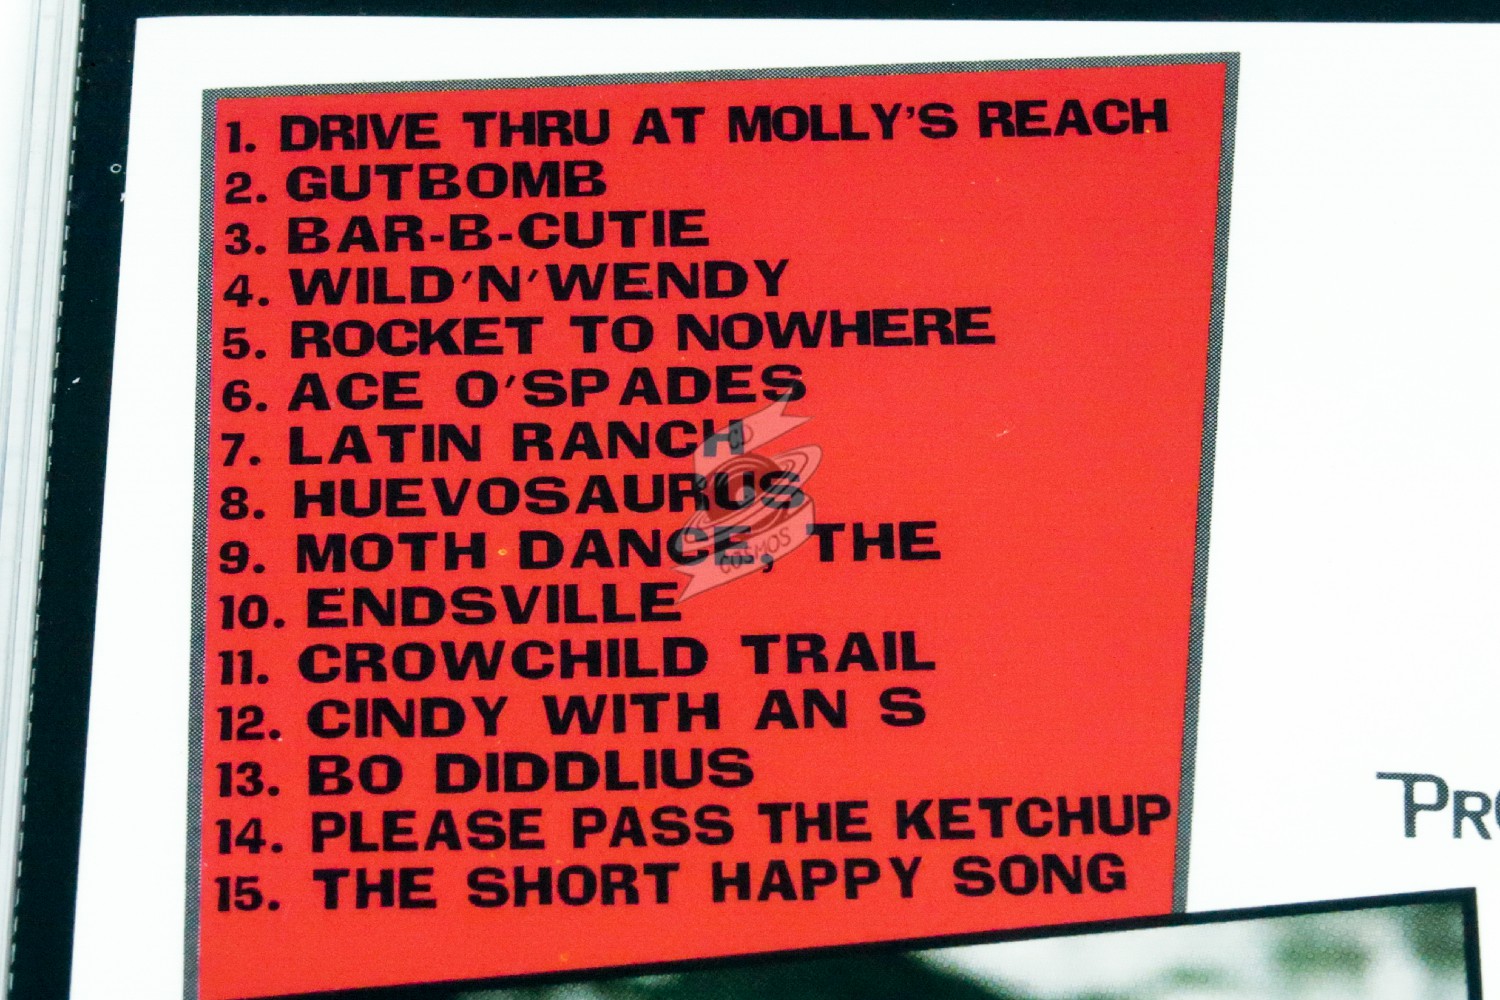 1. DRIVE THRU AT MOLLY'S REACH
2. GUTBOMB
3. BAR-B-CUTIE
4. WILD'N'WENDY
5. ROCKET TO NOWHERE
6. ACE O'SPADES
7. LATIN RANCH
8. HUEVOSAURUS
9. MOTH DANCE, THE
10. ENDSVILLE
11. CROWCHILD TRAIL
12. CINDY WITH AN S
13. BO DIDDLIUS
14. PLEASE PASS THE KETCHUP
15. THE SHORT HAPPY SONG
CD
COSMOS